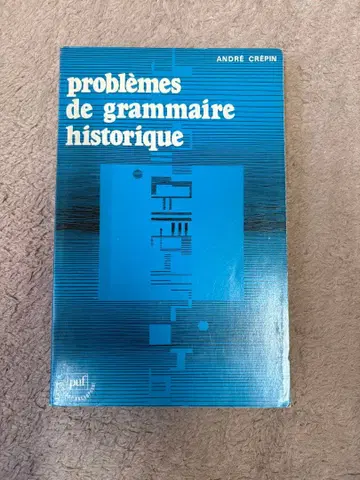 ANDRÉ CRÉPIN
problèmes
de grammaire
historique
puf